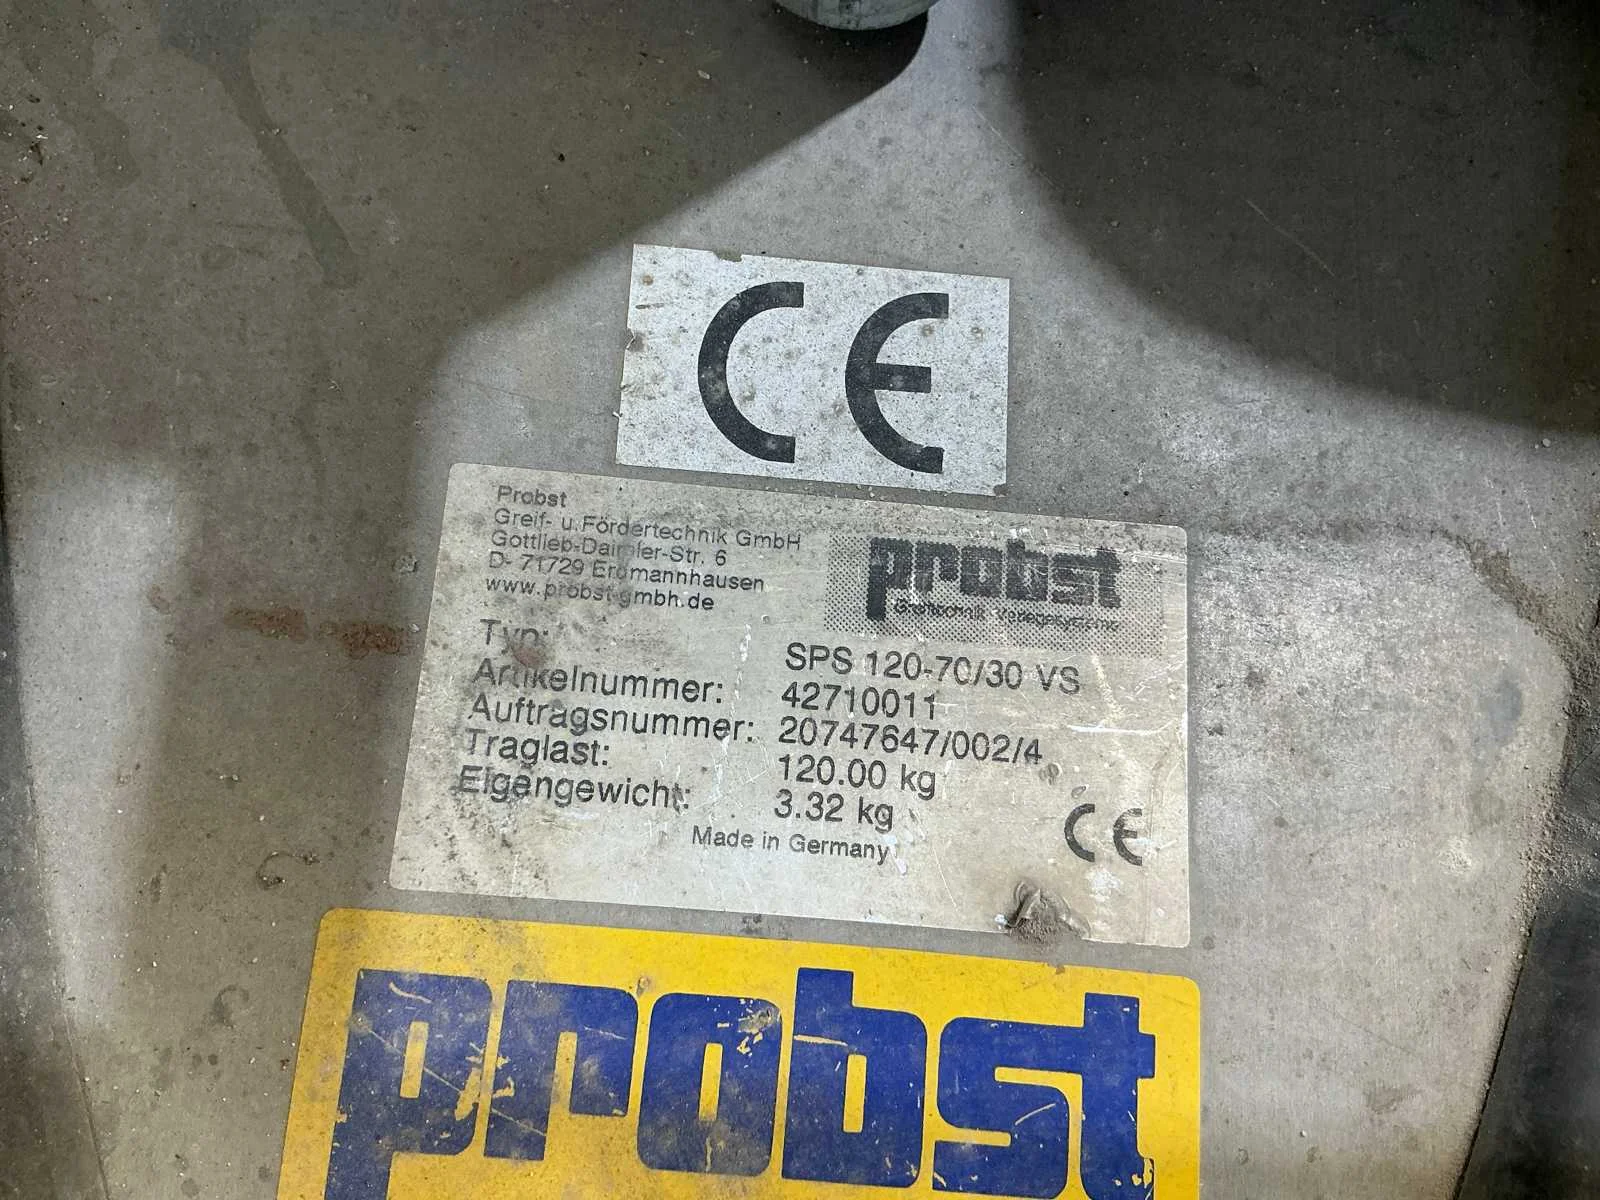 CE
Probst
Greif- u. Fördertechnik GmbH
Gottlieb-Daimler-Str. 6
D- 71729 Erdmannhausen
www.probst-gmbh.de
probst
Greiftechnik Verlegesysteme
Typ: SPS 120-70/30 VS
Artikelnummer: 42710011
Auftragsnummer: 20747647/002/4
Traglast: 120.00 kg
Eigengewicht: 3.32 kg
Made in Germany
CE
probst